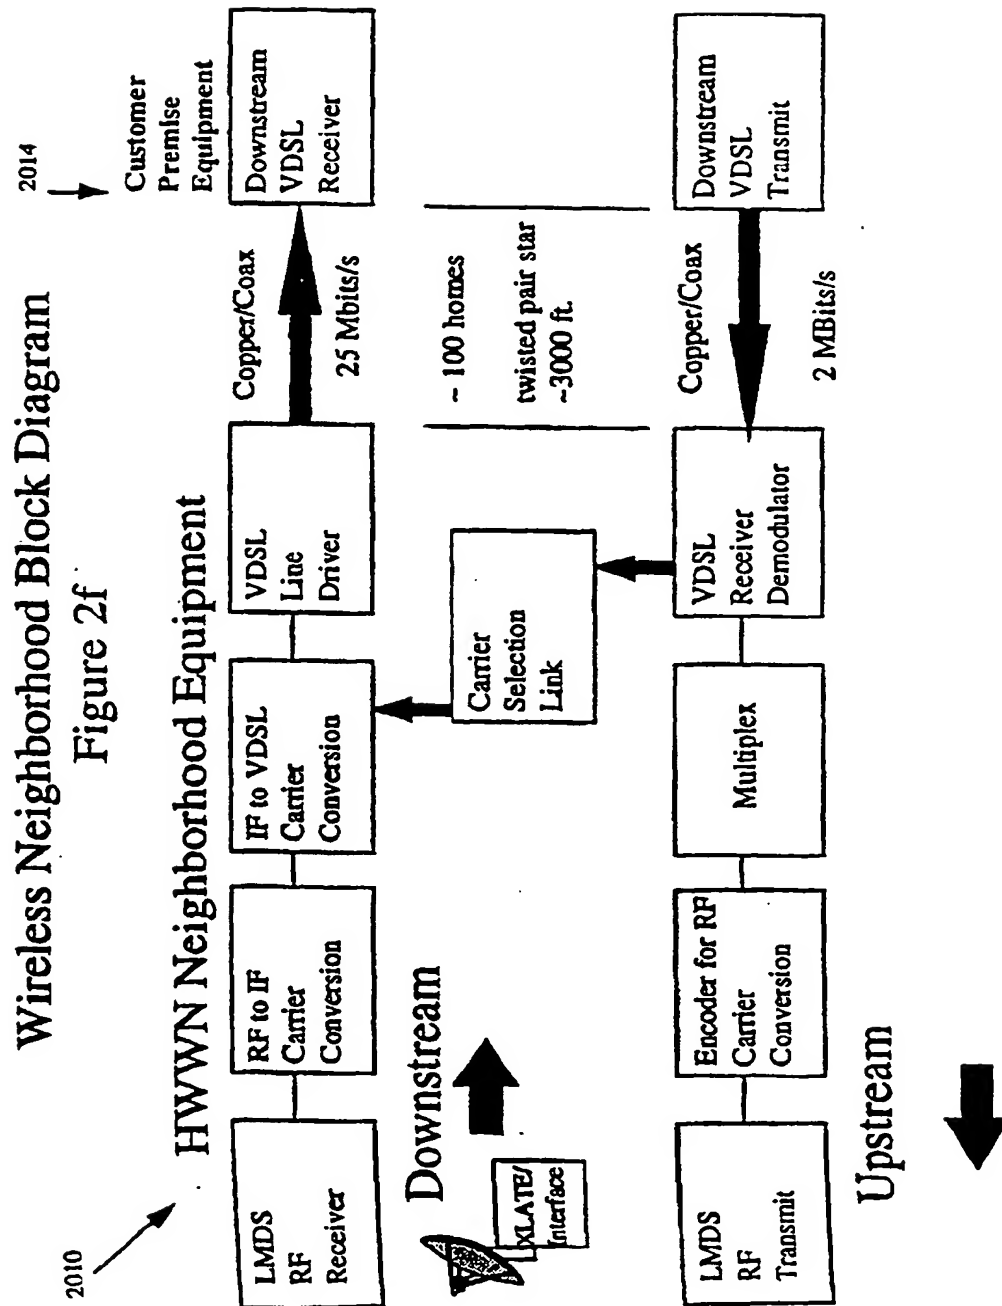 Wireless Neighborhood Block Diagram
Figure 2f
2010
HWWN Neighborhood Equipment
2014
Customer
Premise
Equipment
LMDS
RF
Receiver
RF to IF
Carrier
Conversion
IF to VDSL
Carrier
Conversion
VDSL
Line
Driver
Copper/Coax
25 Mbits/s
Downstream
VDSL
Receiver
Downstream
XLATE/
Interface
Carrier
Selection
Link
~ 100 homes
twisted pair star
~3000 ft.
LMDS
RF
Transmit
Encoder for RF
Carrier
Conversion
Multiplex
VDSL
Receiver
Demodulator
Copper/Coax
2 MBits/s
Downstream
VDSL
Transmit
Upstream